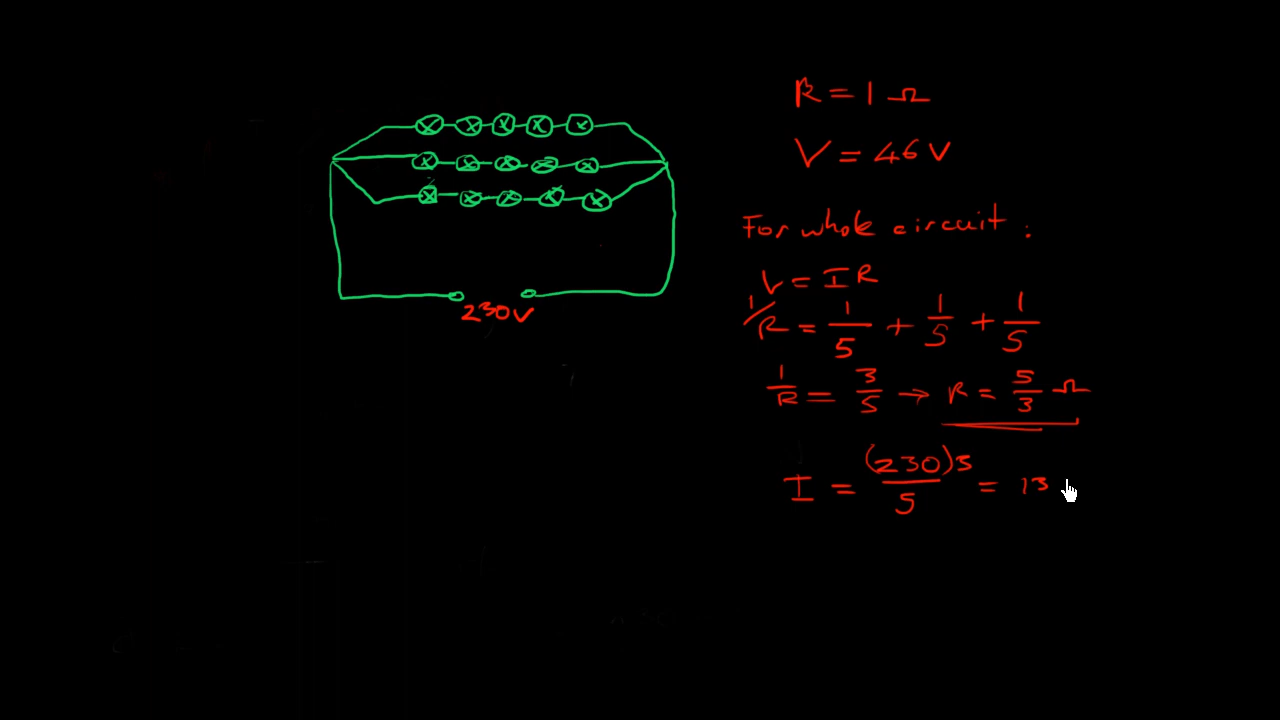 R = 1 Ω
V = 46 V
For whole circuit :
V = I R
1/R = 1/5 + 1/5 + 1/5
1/R = 3/5 → R = 5/3 Ω
I = (230)3/5 = 13
230V